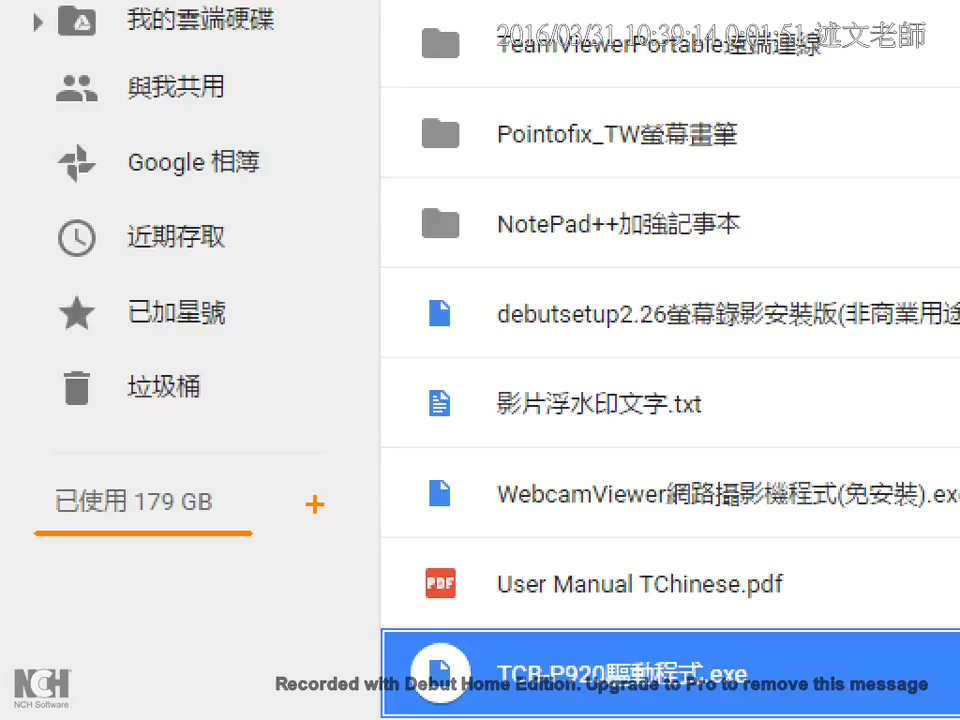 我的雲端硬碟
與我共用
Google 相簿
近期存取
已加星號
垃圾桶
已使用 179 GB
+
2016/03/31 10:39:14 0:01:51 述文老師
TeamViewerPortable遠端連線
Pointofix_TW螢幕畫筆
NotePad++加強記事本
debutsetup2.26螢幕錄影安裝版(非商業用途
影片浮水印文字.txt
WebcamViewer網路攝影機程式(免安裝).exe
PDF
User Manual TChinese.pdf
TCB-P920驅動程式.exe
NCH
NCH Software
Recorded with Debut Home Edition. Upgrade to Pro to remove this message